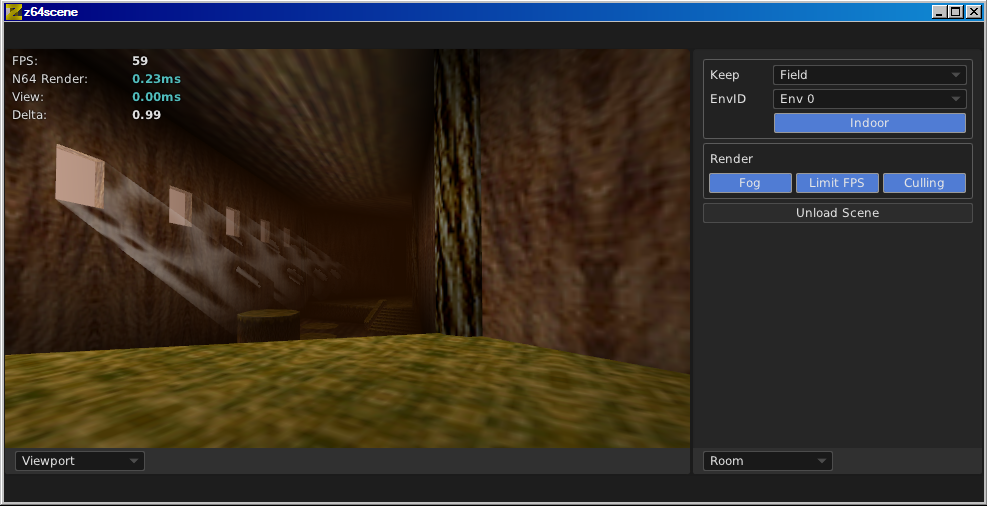 z64scene
FPS: 59
N64 Render: 0.23ms
View: 0.00ms
Delta: 0.99
Keep Field
EnvID Env 0
Indoor
Render
Fog Limit FPS Culling
Unload Scene
Viewport
Room